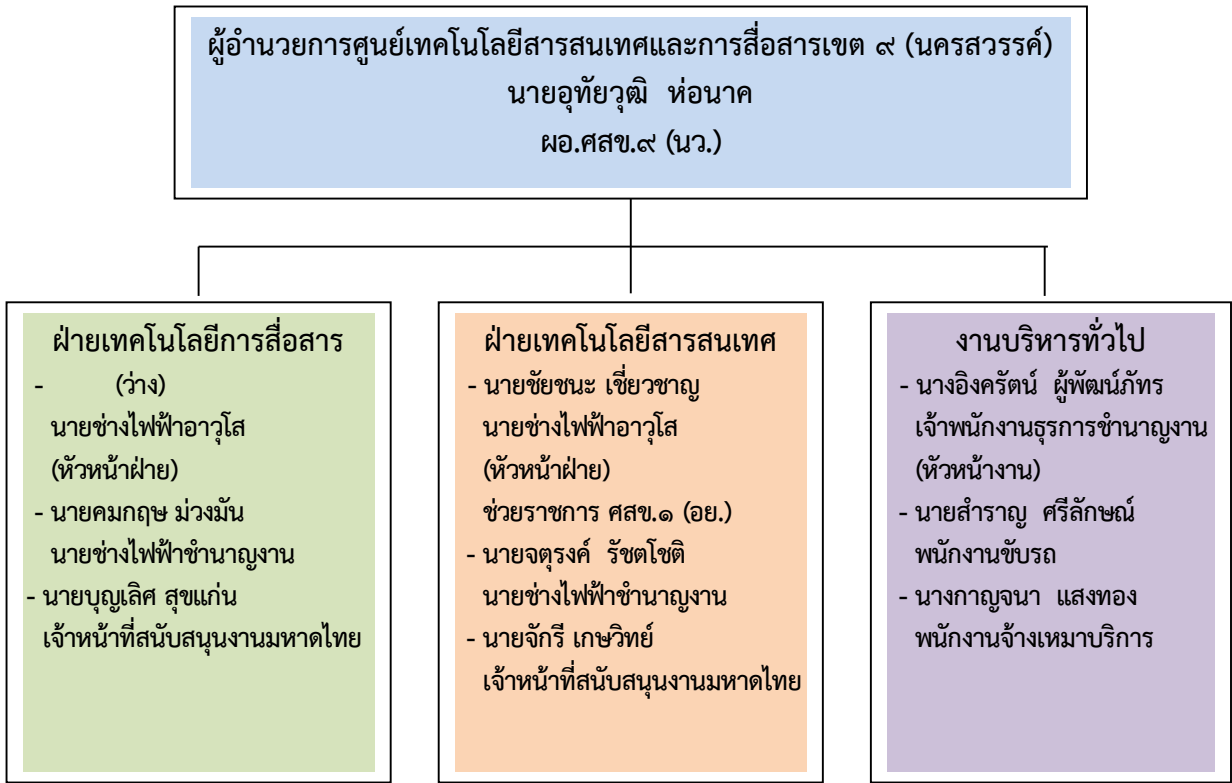 ผู้อำนวยการศูนย์เทคโนโลยีสารสนเทศและการสื่อสารเขต ๙ (นครสวรรค์)
นายอุทัยวุฒิ ห่อนาค
ผอ.ศสข.๙ (นว.)
ฝ่ายเทคโนโลยีการสื่อสาร
- (ว่าง)
นายช่างไฟฟ้าอาวุโส
(หัวหน้าฝ่าย)
- นายคมกฤษ ม่วงมัน
นายช่างไฟฟ้าชำนาญงาน
- นายบุญเลิศ สุขแก่น
เจ้าหน้าที่สนับสนุนงานมหาดไทย
ฝ่ายเทคโนโลยีสารสนเทศ
- นายชัยชนะ เชี่ยวชาญ
นายช่างไฟฟ้าอาวุโส
(หัวหน้าฝ่าย)
ช่วยราชการ ศสข.๑ (อย.)
- นายจตุรงค์ รัชตโชติ
นายช่างไฟฟ้าชำนาญงาน
- นายจักรี เกษวิทย์
เจ้าหน้าที่สนับสนุนงานมหาดไทย
งานบริหารทั่วไป
- นางอิงครัตน์ ผู้พัฒน์ภัทร
เจ้าพนักงานธุรการชำนาญงาน
(หัวหน้างาน)
- นายสำราญ ศรีลักษณ์
พนักงานขับรถ
- นางกาญจนา แสงทอง
พนักงานจ้างเหมาบริการ